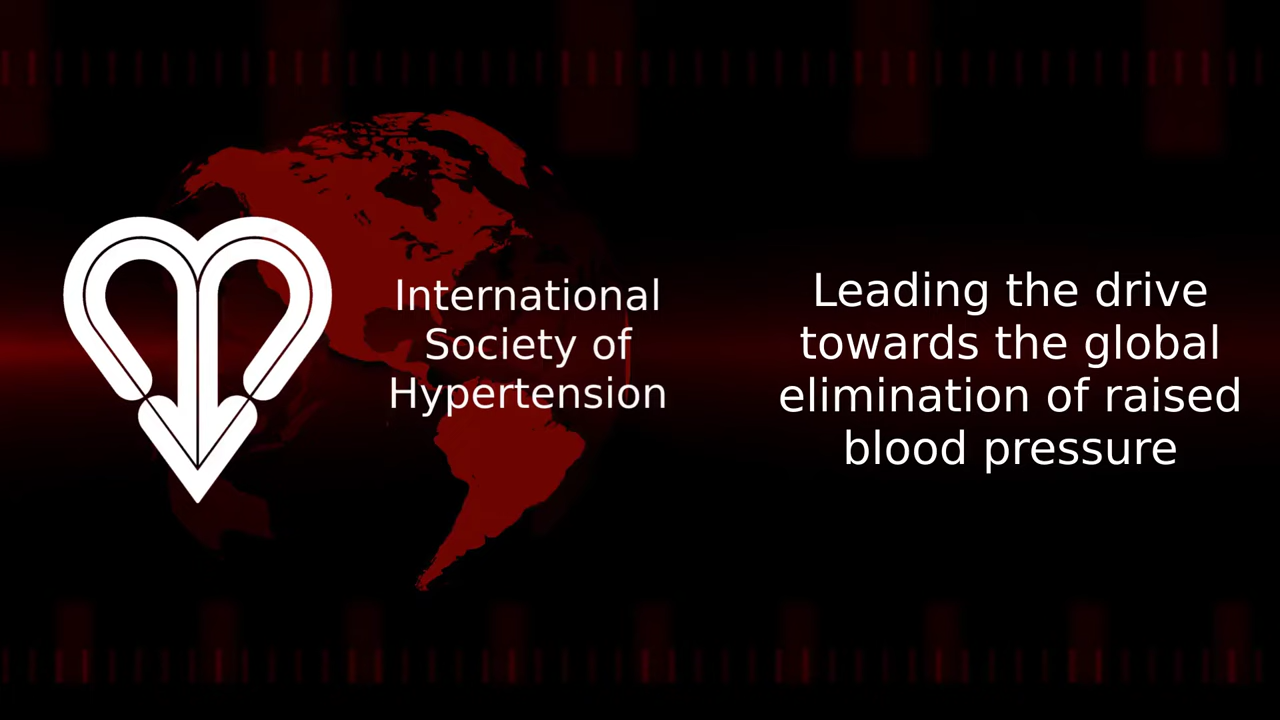 International
Society of
Hypertension
Leading the drive
towards the global
elimination of raised
blood pressure